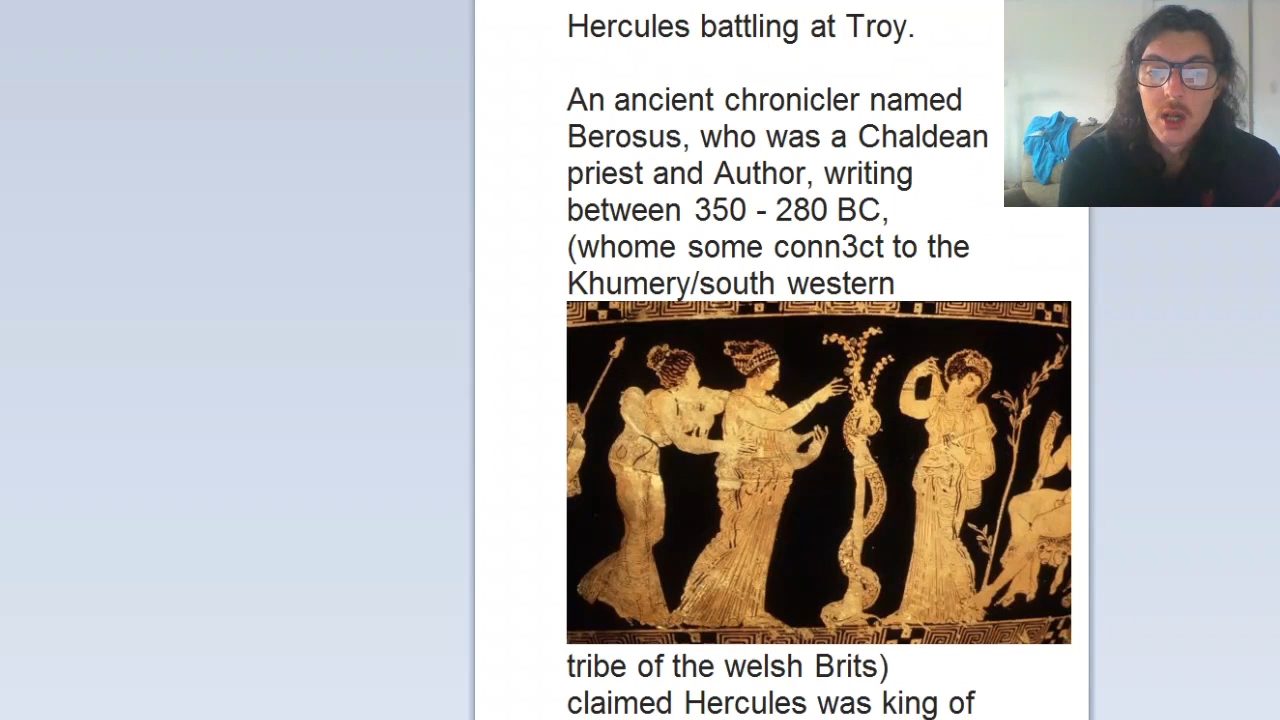 Hercules battling at Troy.
An ancient chronicler named
Berosus, who was a Chaldean
priest and Author, writing
between 350 - 280 BC,
(whome some conn3ct to the
Khumery/south western
tribe of the welsh Brits)
claimed Hercules was king of